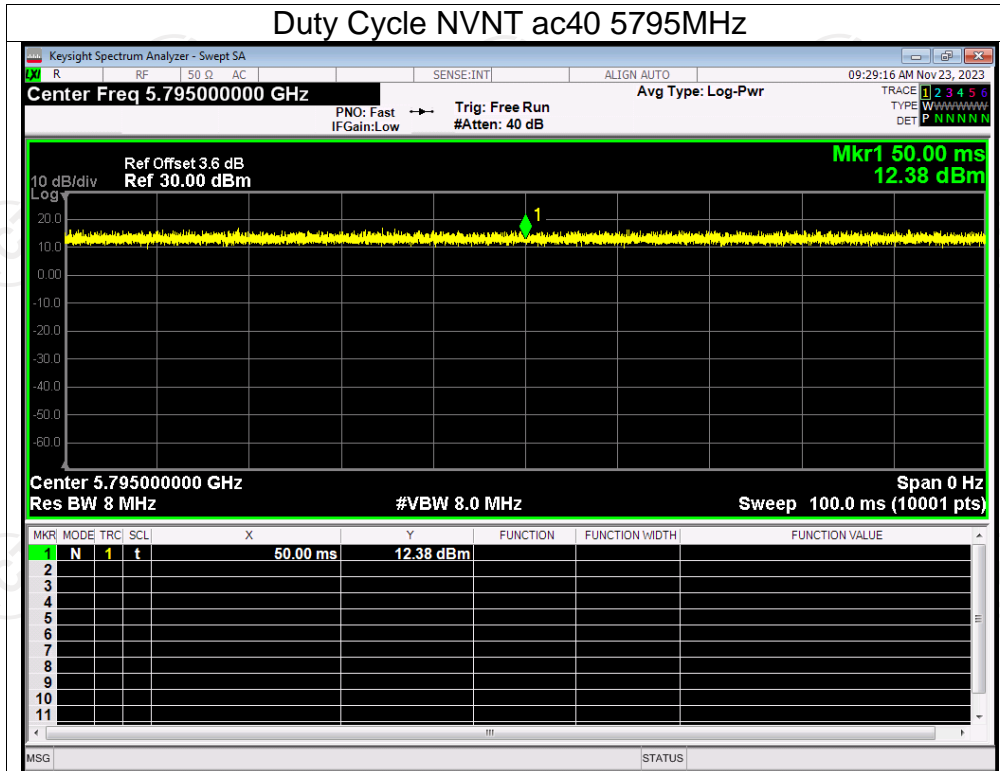 Duty Cycle NVNT ac40 5795MHz
Keysight Spectrum Analyzer - Swept SA
LXI R RF 50 Ω AC SENSE:INT ALIGN AUTO 09:29:16 AM Nov 23, 2023
Center Freq 5.795000000 GHz Avg Type: Log-Pwr TRACE 1 2 3 4 5 6
PNO: Fast Trig: Free Run TYPE WWWWWW
IFGain:Low #Atten: 40 dB DET P N N N N N
Mkr1 50.00 ms
Ref Offset 3.6 dB
10 dB/div Ref 30.00 dBm 12.38 dBm
Log
1
20.0
10.0
0.00
-10.0
-20.0
-30.0
-40.0
-50.0
-60.0
Center 5.795000000 GHz Span 0 Hz
Res BW 8 MHz #VBW 8.0 MHz Sweep 100.0 ms (10001 pts)
MKR MODE TRC SCL X Y FUNCTION FUNCTION WIDTH FUNCTION VALUE
1 N 1 t 50.00 ms 12.38 dBm
2
3
4
5
6
7
8
9
10
11
MSG STATUS